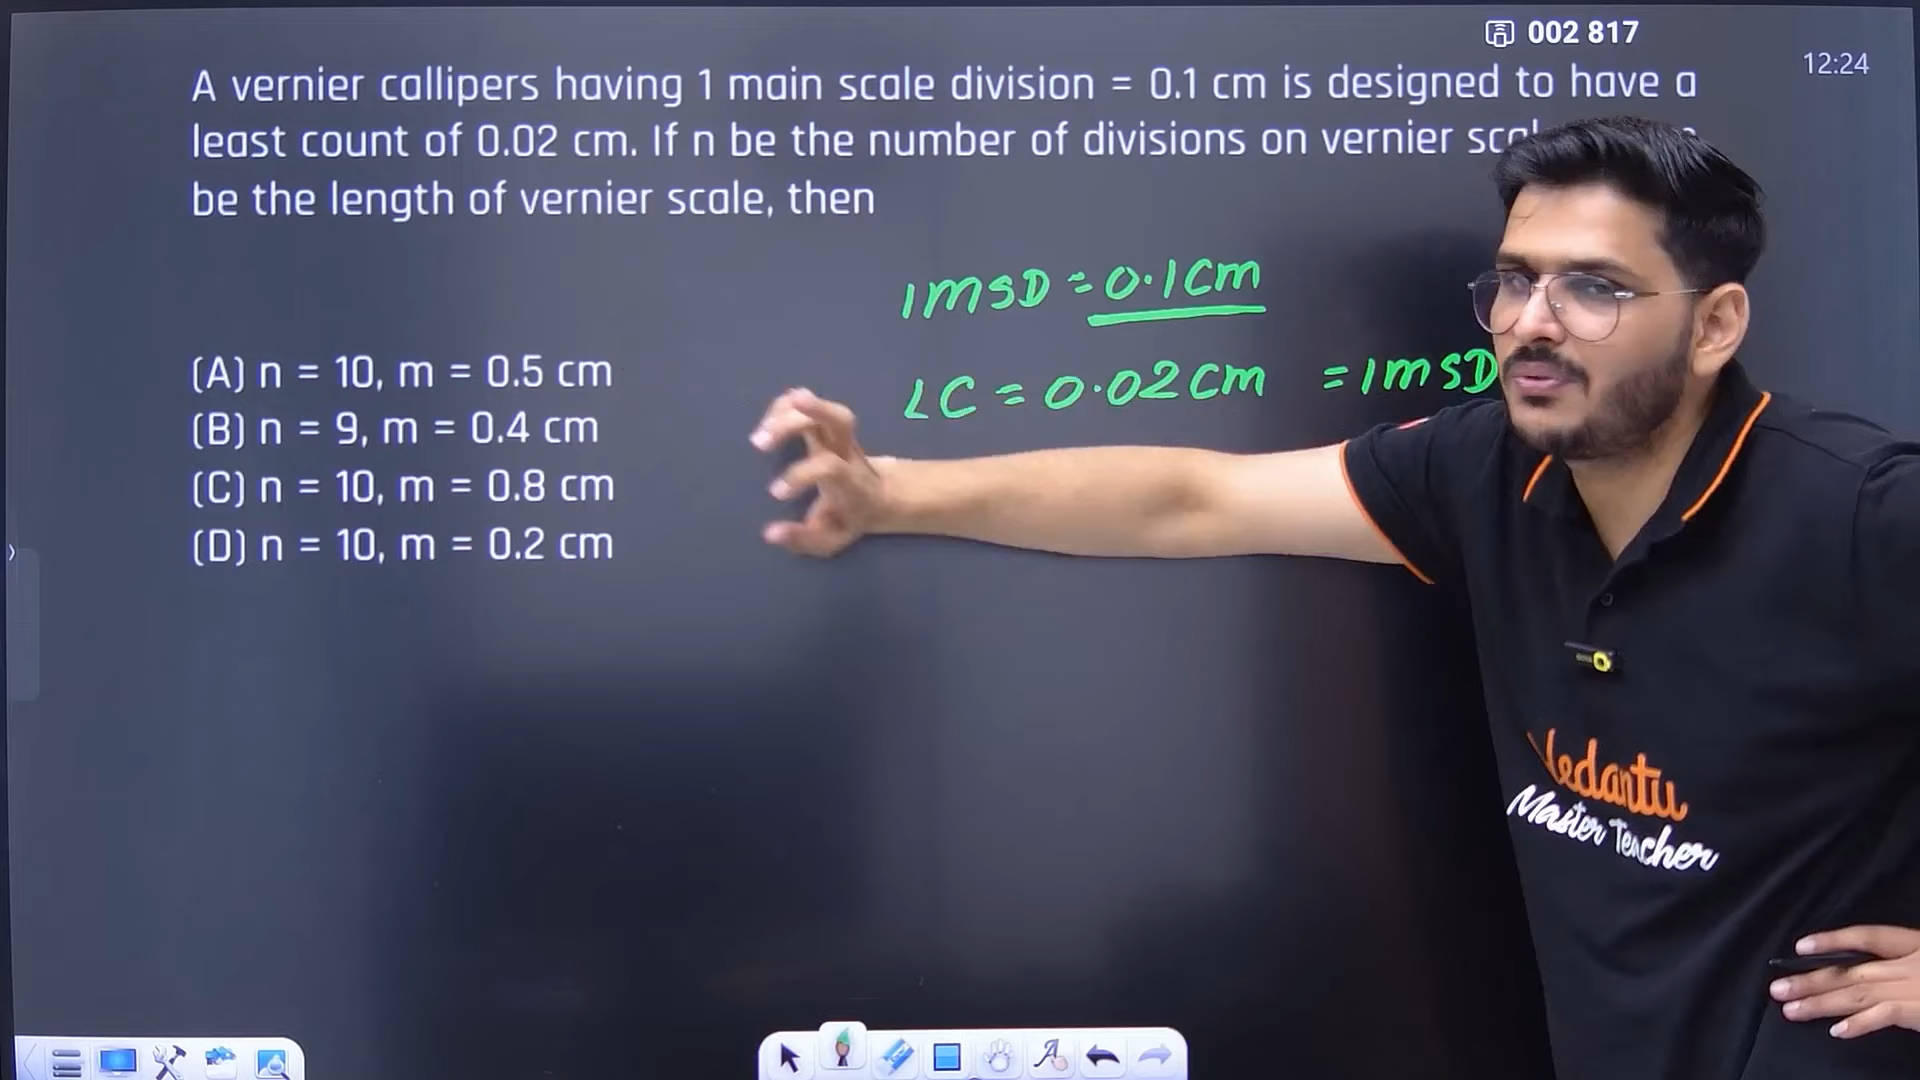 002 817
12:24
A vernier callipers having 1 main scale division = 0.1 cm is designed to have a
least count of 0.02 cm. If n be the number of divisions on vernier
be the length of vernier scale, then
1MSD = 0.1cm
LC = 0.02cm = 1MSD
(A) n = 10, m = 0.5 cm
(B) n = 9, m = 0.4 cm
(C) n = 10, m = 0.8 cm
(D) n = 10, m = 0.2 cm
Vedantu
Master Teacher